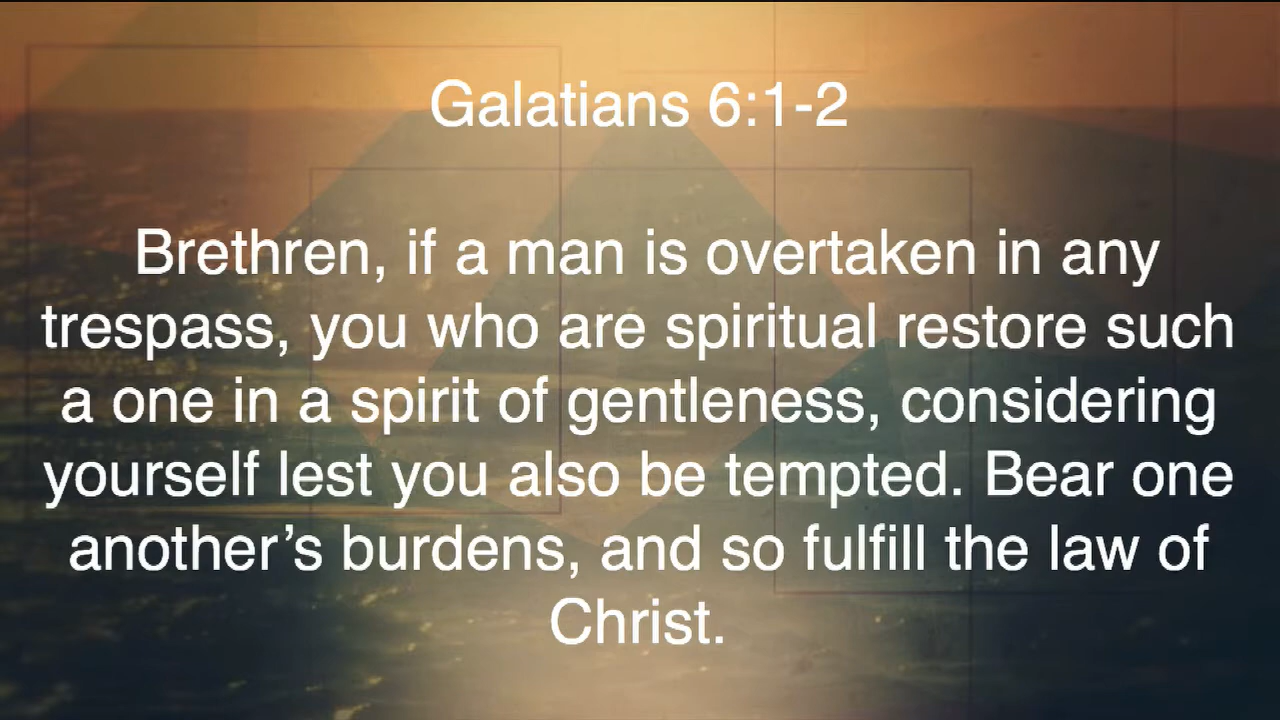 Galatians 6:1-2
Brethren, if a man is overtaken in any
trespass, you who are spiritual restore such
a one in a spirit of gentleness, considering
yourself lest you also be tempted. Bear one
another’s burdens, and so fulfill the law of
Christ.